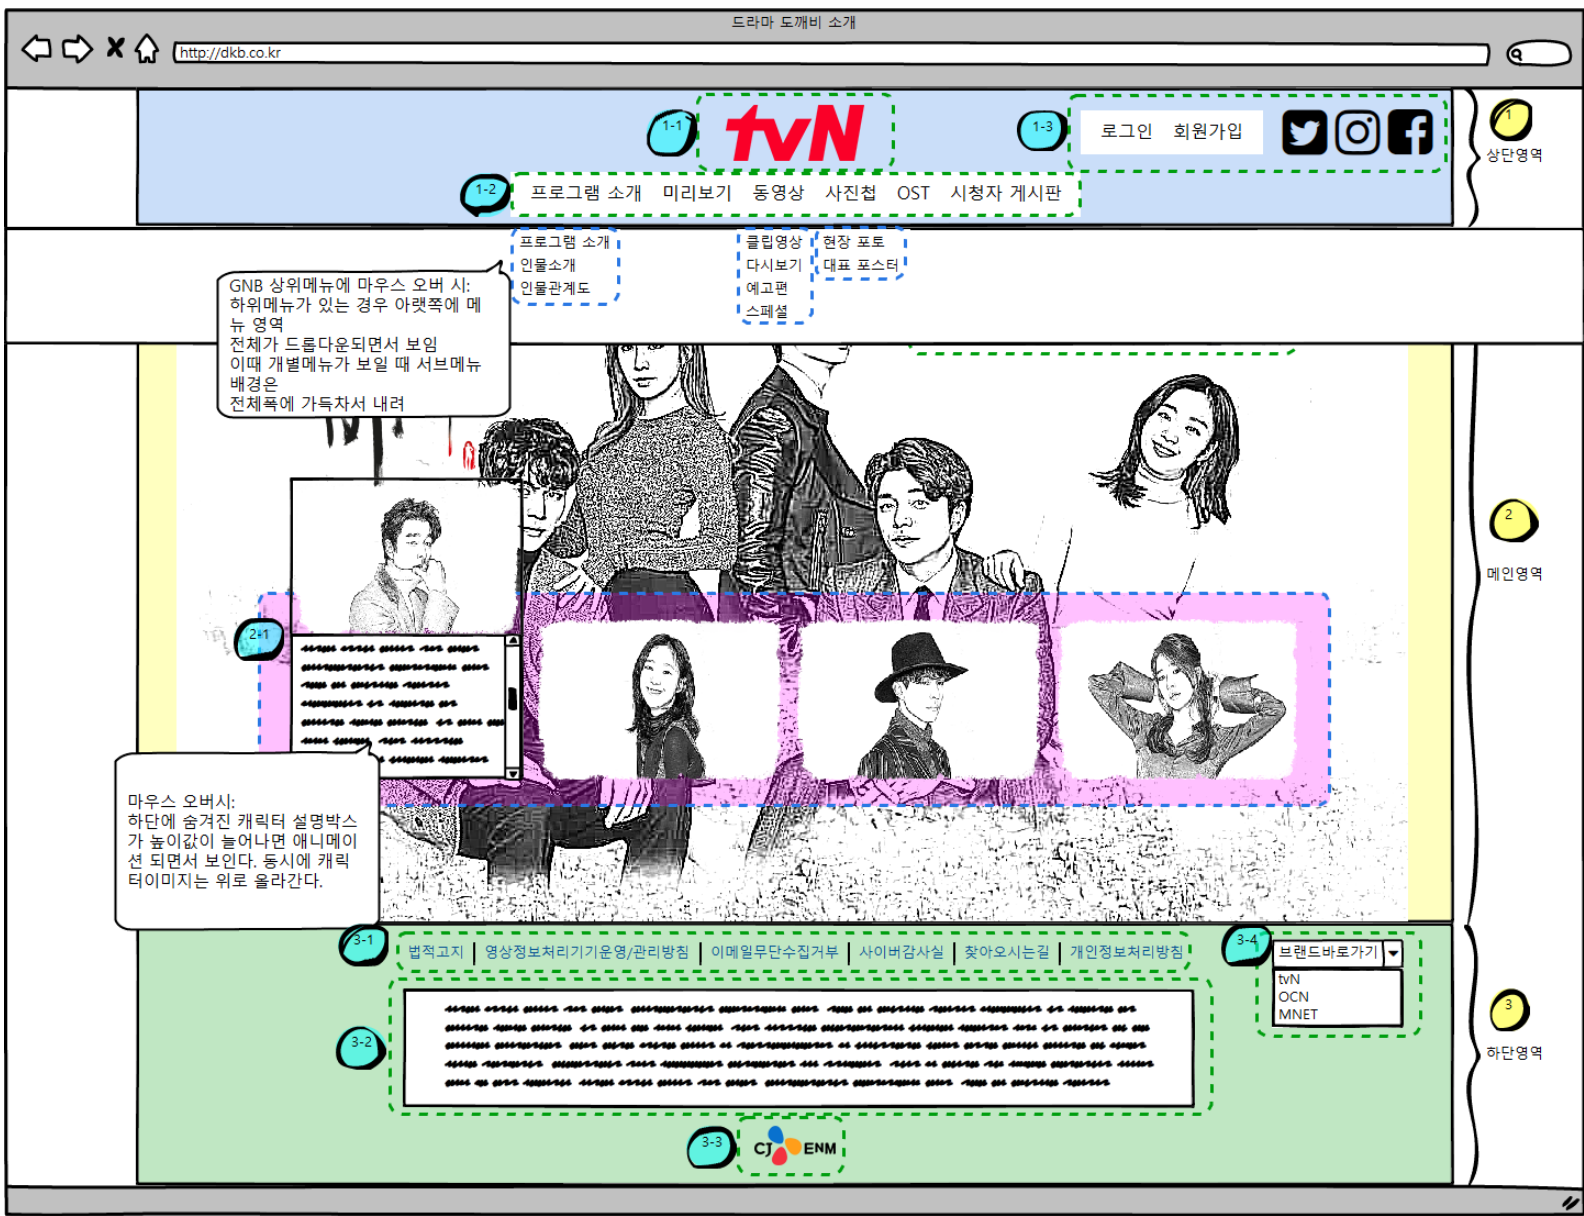 드라마 도깨비 소개
http://dkb.co.kr
1-1
tvN
1-3
로그인 회원가입
1
상단영역
1-2
프로그램 소개 미리보기 동영상 사진첩 OST 시청자 게시판
프로그램 소개
인물소개
인물관계도
클립영상
다시보기
예고편
스페셜
현장 포토
대표 포스터
GNB 상위메뉴에 마우스 오버 시:
하위메뉴가 있는 경우 아랫쪽에 메
뉴 영역
전체가 드롭다운되면서 보임
이때 개별메뉴가 보일 때 서브메뉴
배경은
전체폭에 가득차서 내려
2
메인영역
2-1
마우스 오버시:
하단에 숨겨진 캐릭터 설명박스
가 높이값이 늘어나면 애니메이
션 되면서 보인다. 동시에 캐릭
터이미지는 위로 올라간다.
3-1
법적고지 | 영상정보처리기기운영/관리방침 | 이메일무단수집거부 | 사이버감사실 | 찾아오시는길 | 개인정보처리방침
3-4
브랜드바로가기
tvN
OCN
MNET
3
하단영역
3-2
3-3
CJ ENM